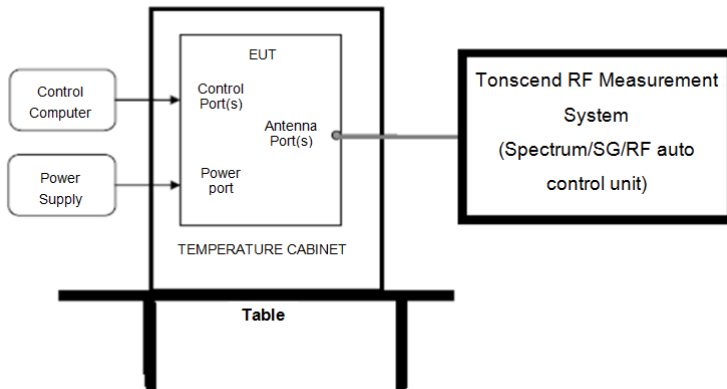 EUT
Control
Computer
Control
Port(s)
Antenna
Port(s)
Power
Supply
Power
port
TEMPERATURE CABINET
Table
Tonscend RF Measurement
System
(Spectrum/SG/RF auto
control unit)